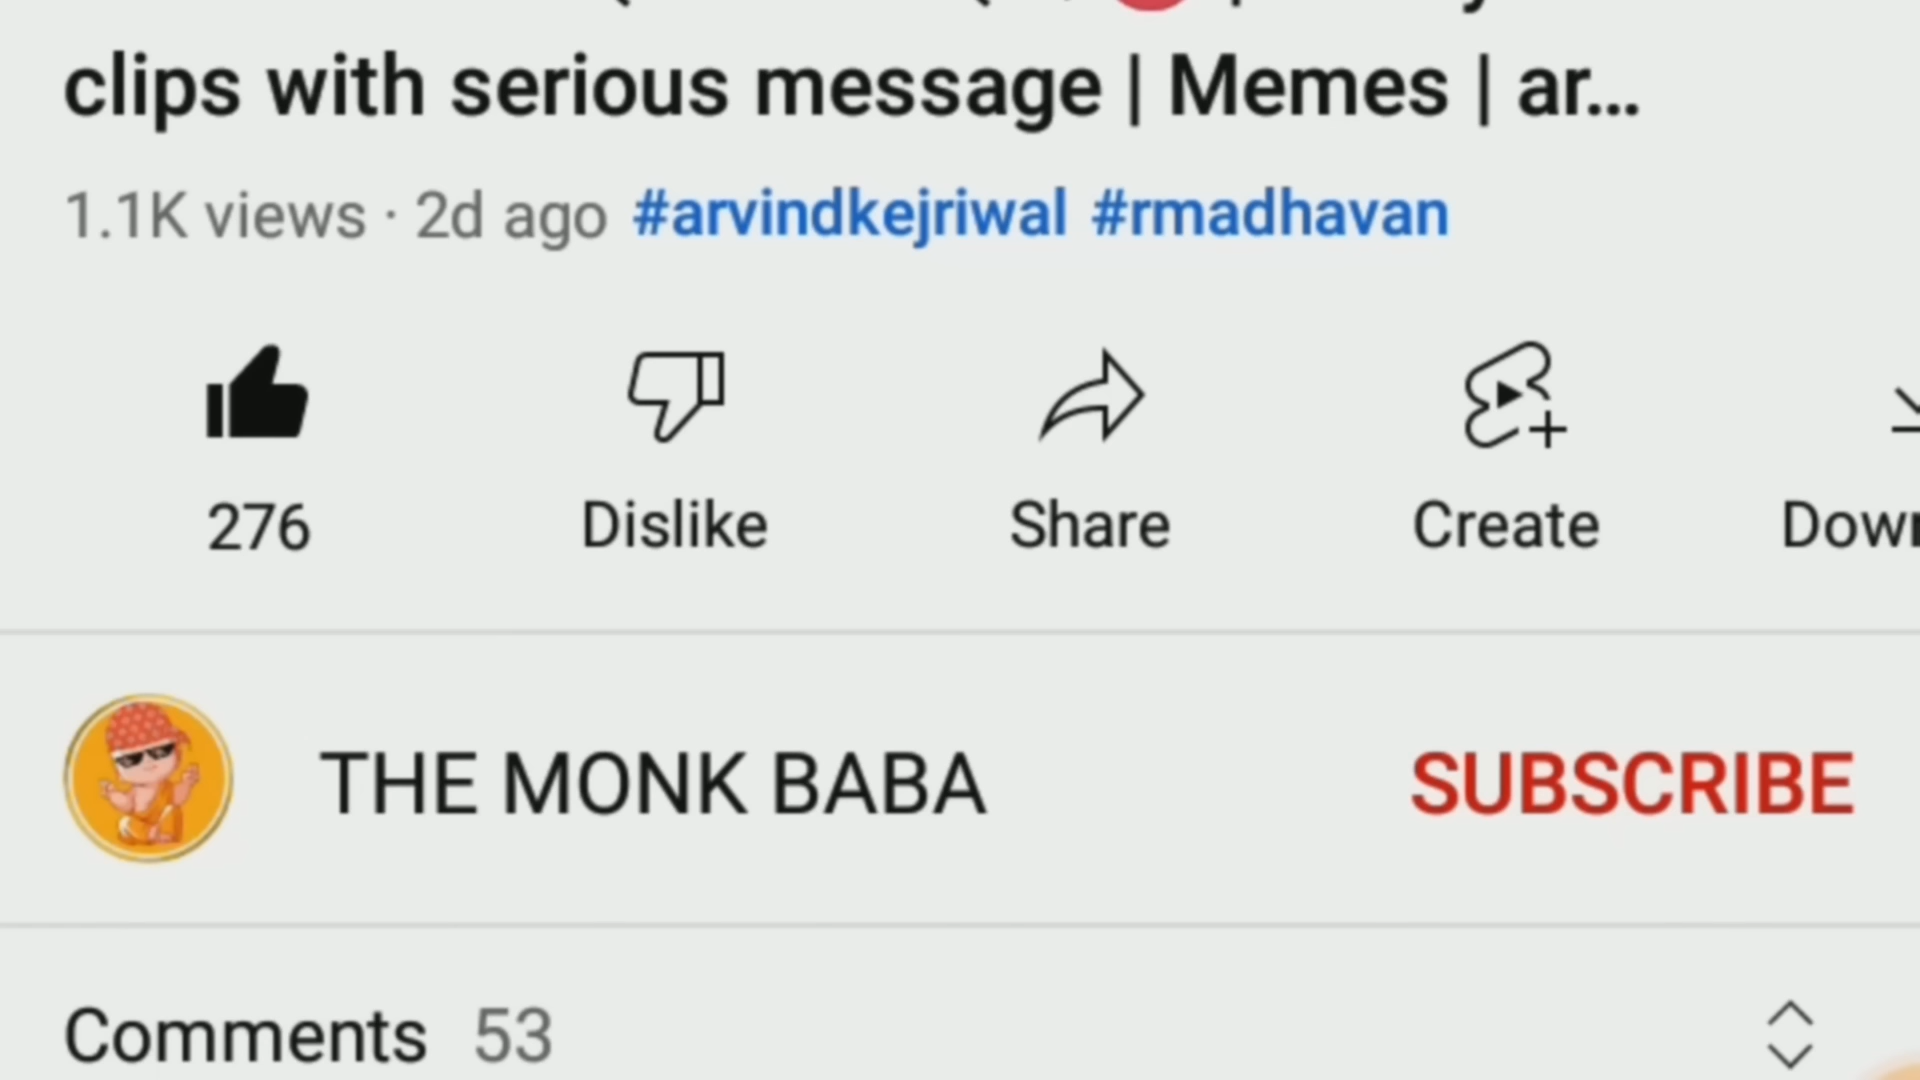 clips with serious message | Memes | ar...
1.1K views · 2d ago #arvindkejriwal #rmadhavan
276 Dislike Share Create Down
THE MONK BABA SUBSCRIBE
Comments 53